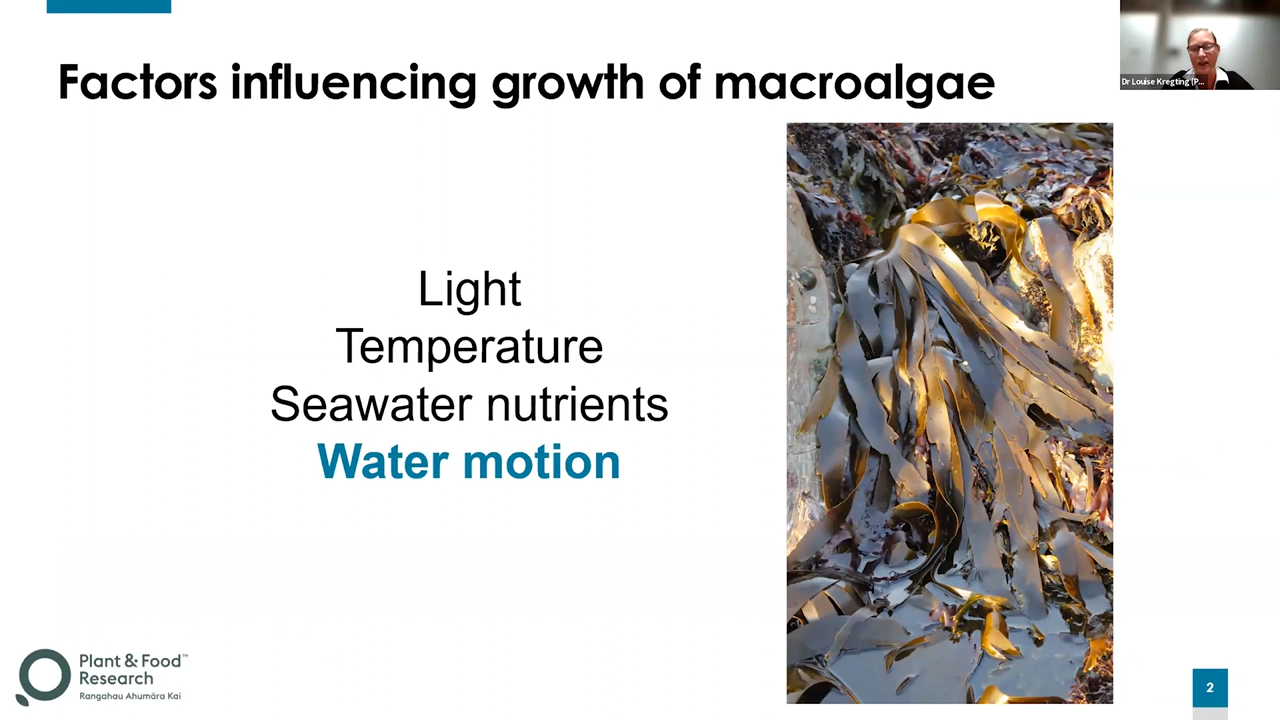 Factors influencing growth of macroalgae
Dr Louise Kregting (P...
Light
Temperature
Seawater nutrients
Water motion
Plant & Food™
Research
Rangahau Ahumāra Kai
2